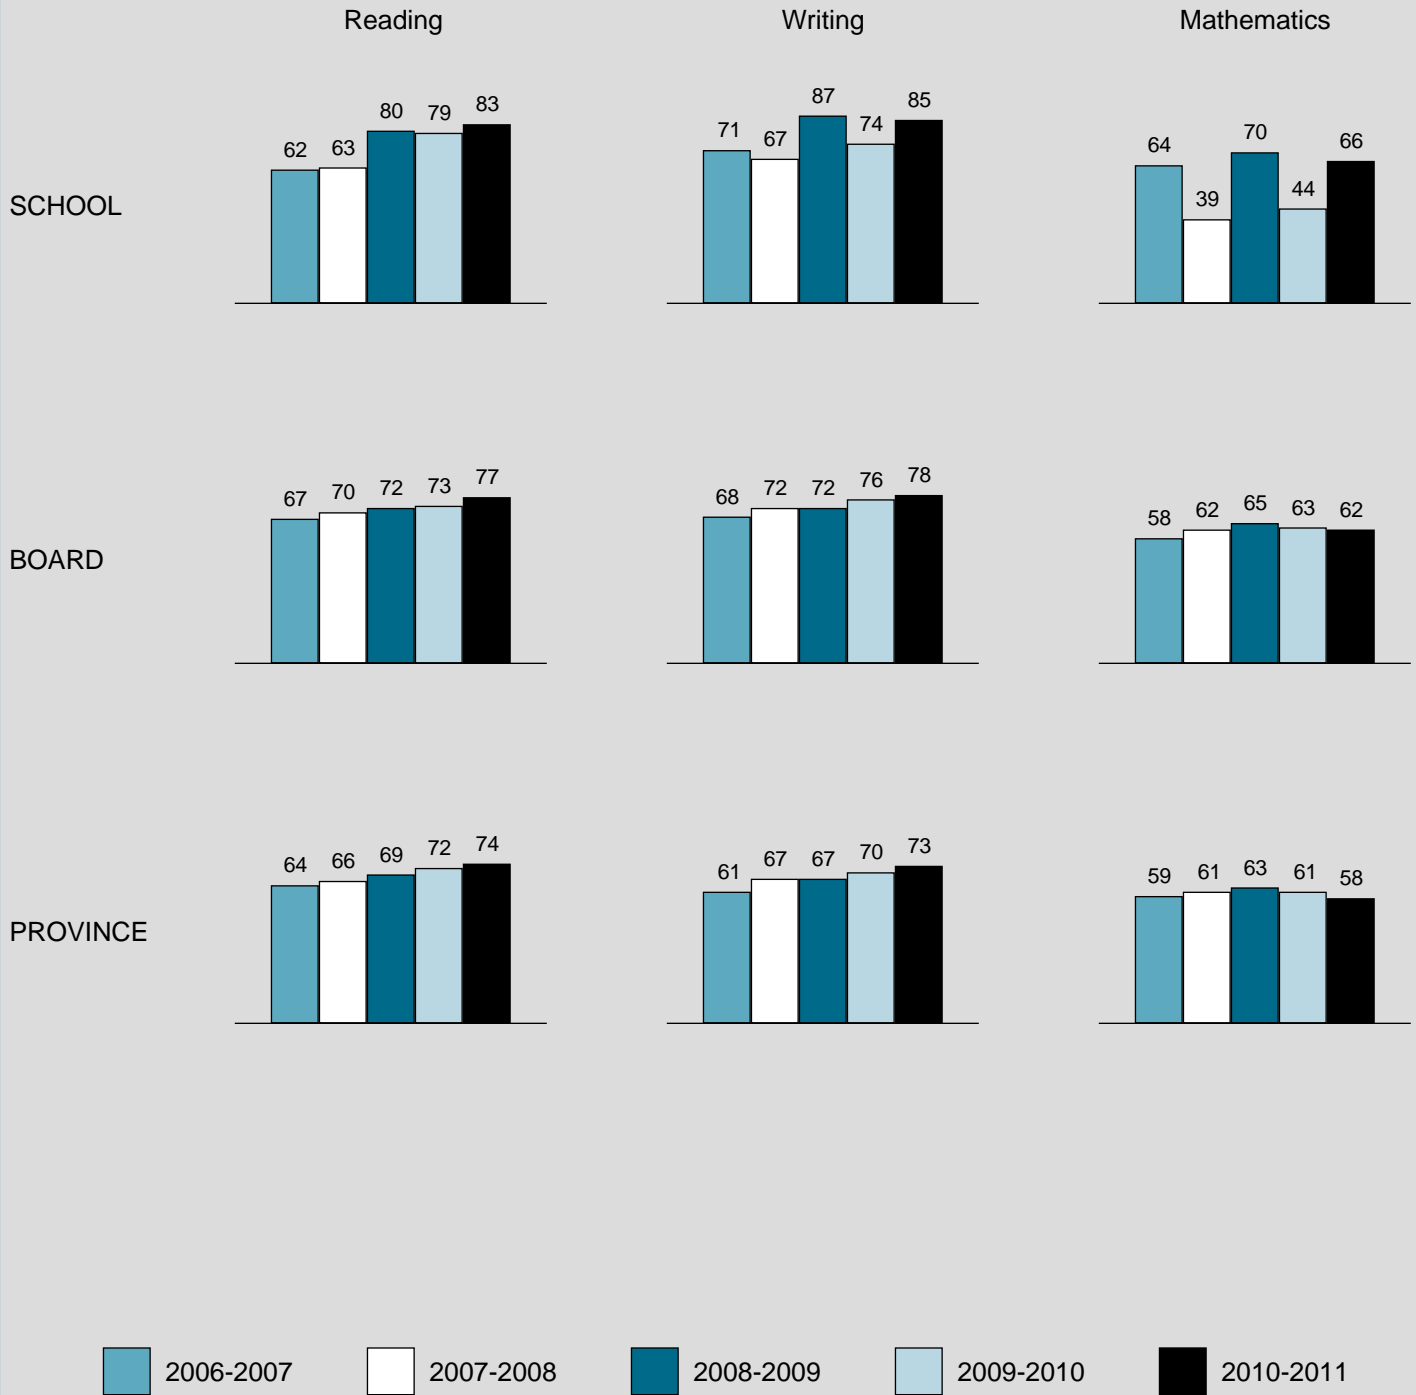 Reading Writing Mathematics
SCHOOL
62 63 80 79 83
71 67 87 74 85
64 39 70 44 66
BOARD
67 70 72 73 77
68 72 72 76 78
58 62 65 63 62
PROVINCE
64 66 69 72 74
61 67 67 70 73
59 61 63 61 58
2006-2007 2007-2008 2008-2009 2009-2010 2010-2011